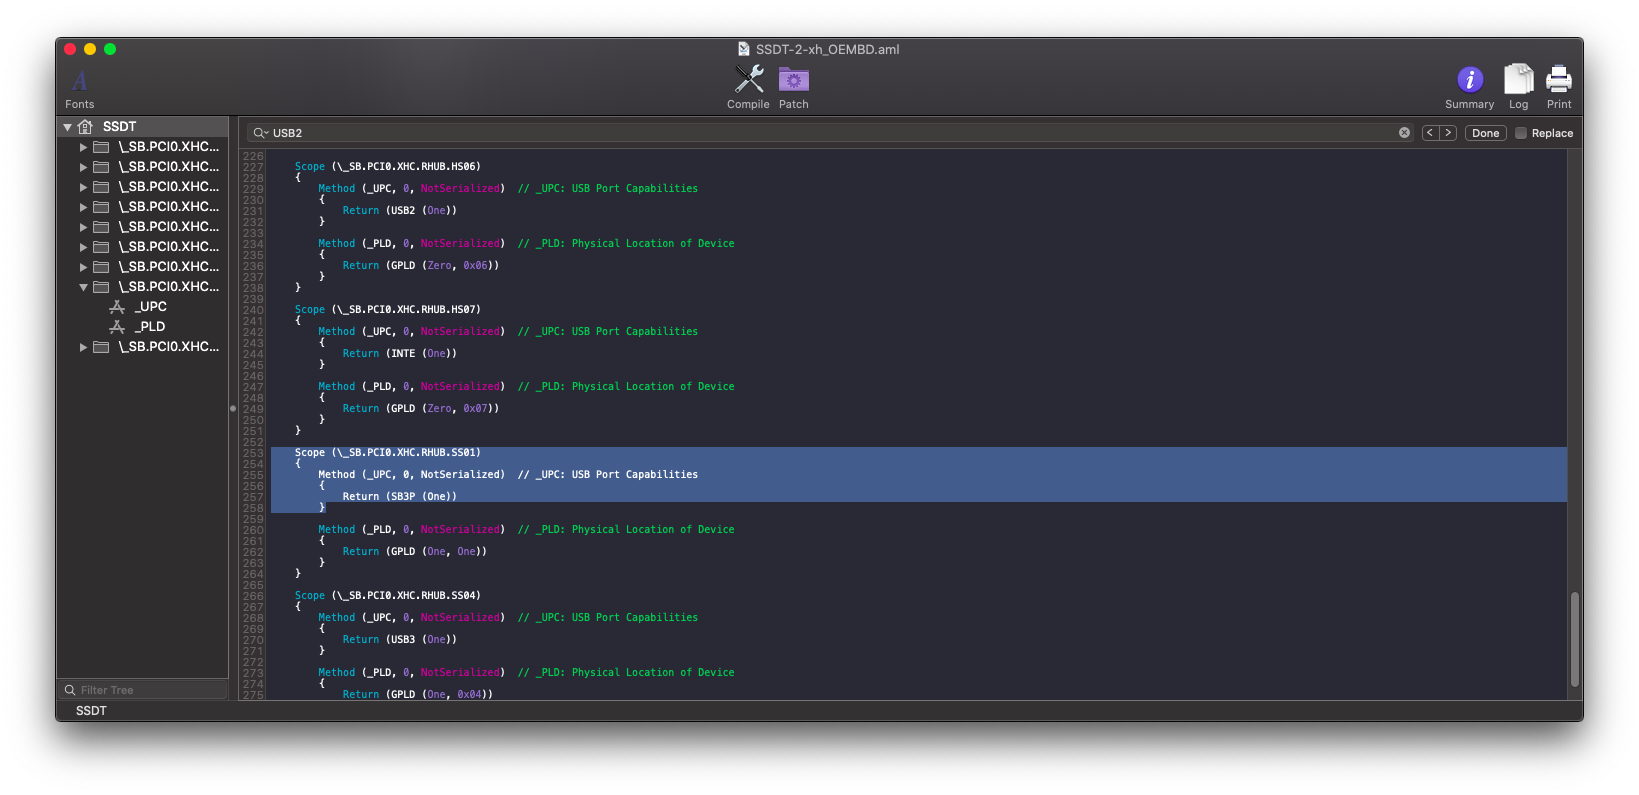 SSDT-2-xh_OEMBD.aml
Fonts
Compile
Patch
Summary
Log
Print
SSDT
\_SB.PCI0.XHC...
\_SB.PCI0.XHC...
\_SB.PCI0.XHC...
\_SB.PCI0.XHC...
\_SB.PCI0.XHC...
\_SB.PCI0.XHC...
\_SB.PCI0.XHC...
\_SB.PCI0.XHC...
_UPC
_PLD
\_SB.PCI0.XHC...
Filter Tree
SSDT
USB2
Done
Replace
226
227 Scope (\_SB.PCI0.XHC.RHUB.HS06)
228 {
229 Method (_UPC, 0, NotSerialized) // _UPC: USB Port Capabilities
230 {
231 Return (USB2 (One))
232 }
233
234 Method (_PLD, 0, NotSerialized) // _PLD: Physical Location of Device
235 {
236 Return (GPLD (Zero, 0x06))
237 }
238 }
239
240 Scope (\_SB.PCI0.XHC.RHUB.HS07)
241 {
242 Method (_UPC, 0, NotSerialized) // _UPC: USB Port Capabilities
243 {
244 Return (INTE (One))
245 }
246
247 Method (_PLD, 0, NotSerialized) // _PLD: Physical Location of Device
248 {
249 Return (GPLD (Zero, 0x07))
250 }
251 }
252
253 Scope (\_SB.PCI0.XHC.RHUB.SS01)
254 {
255 Method (_UPC, 0, NotSerialized) // _UPC: USB Port Capabilities
256 {
257 Return (SB3P (One))
258 }
259
260 Method (_PLD, 0, NotSerialized) // _PLD: Physical Location of Device
261 {
262 Return (GPLD (One, One))
263 }
264 }
265
266 Scope (\_SB.PCI0.XHC.RHUB.SS04)
267 {
268 Method (_UPC, 0, NotSerialized) // _UPC: USB Port Capabilities
269 {
270 Return (USB3 (One))
271 }
272
273 Method (_PLD, 0, NotSerialized) // _PLD: Physical Location of Device
274 {
275 Return (GPLD (One, 0x04))